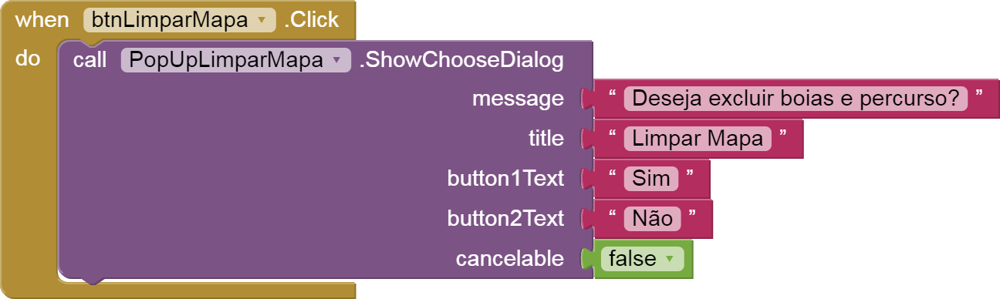 when btnLimparMapa .Click
do call PopUpLimparMapa .ShowChooseDialog
message “ Deseja excluir boias e percurso? ”
title “ Limpar Mapa ”
button1Text “ Sim ”
button2Text “ Não ”
cancelable false